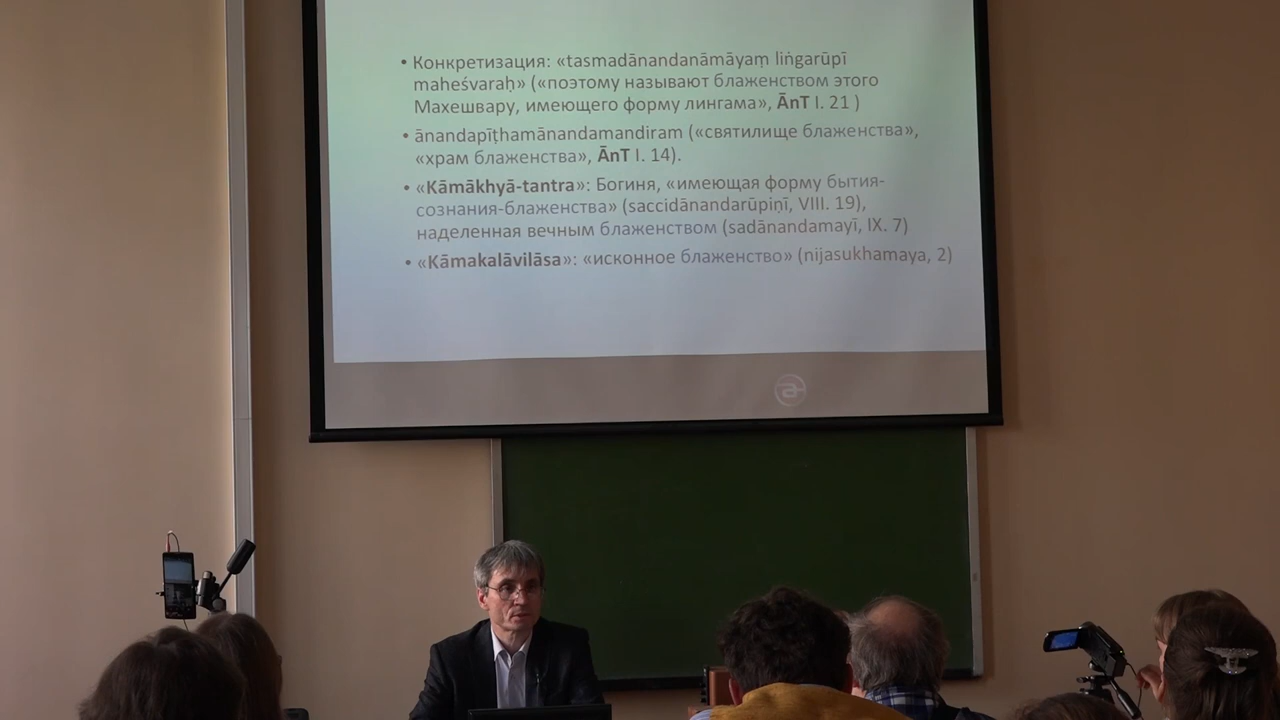 • Конкретизация: «tasmadānandanāmāyaṃ liṅgarūpī
maheśvaraḥ» («поэтому называют блаженством этого
Махешвару, имеющего форму лингама», ĀnT I. 21 )
• ānandapīṭhamānandamandiram («святилище блаженства»,
«храм блаженства», ĀnT I. 14).
• «Kāmākhyā-tantra»: Богиня, «имеющая форму бытия-
сознания-блаженства» (saccidānandarūpiṇī, VIII. 19),
наделенная вечным блаженством (sadānandamayī, IX. 7)
• «Kāmakalāvilāsa»: «исконное блаженство» (nijasukhamaya, 2)